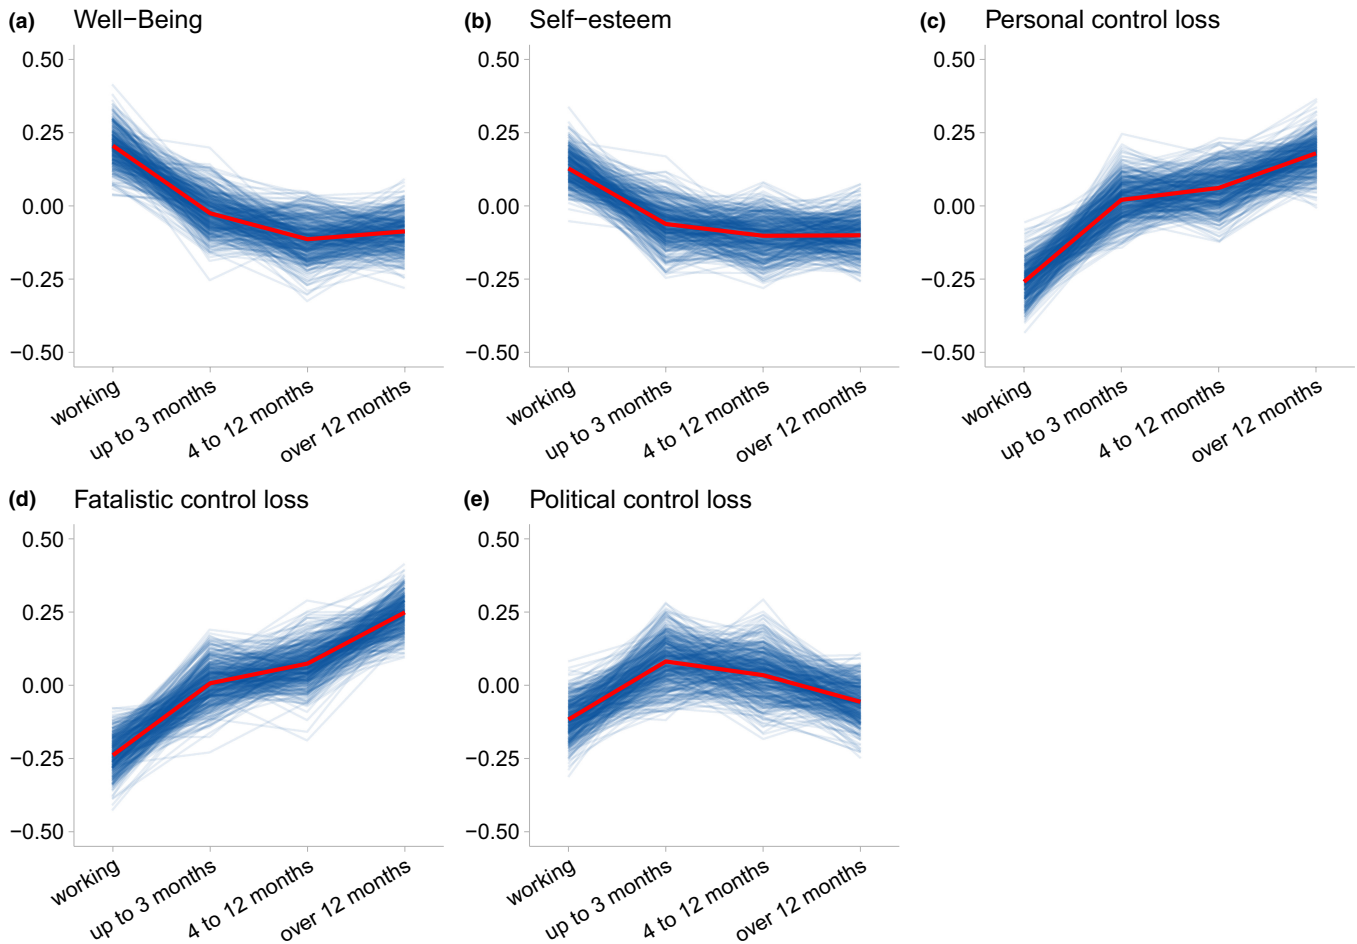 (a) Well−Being
0.50
0.25
0.00
−0.25
−0.50
working
up to 3 months
4 to 12 months
over 12 months
(b) Self−esteem
0.50
0.25
0.00
−0.25
−0.50
working
up to 3 months
4 to 12 months
over 12 months
(c) Personal control loss
0.50
0.25
0.00
−0.25
−0.50
working
up to 3 months
4 to 12 months
over 12 months
(d) Fatalistic control loss
0.50
0.25
0.00
−0.25
−0.50
working
up to 3 months
4 to 12 months
over 12 months
(e) Political control loss
0.50
0.25
0.00
−0.25
−0.50
working
up to 3 months
4 to 12 months
over 12 months